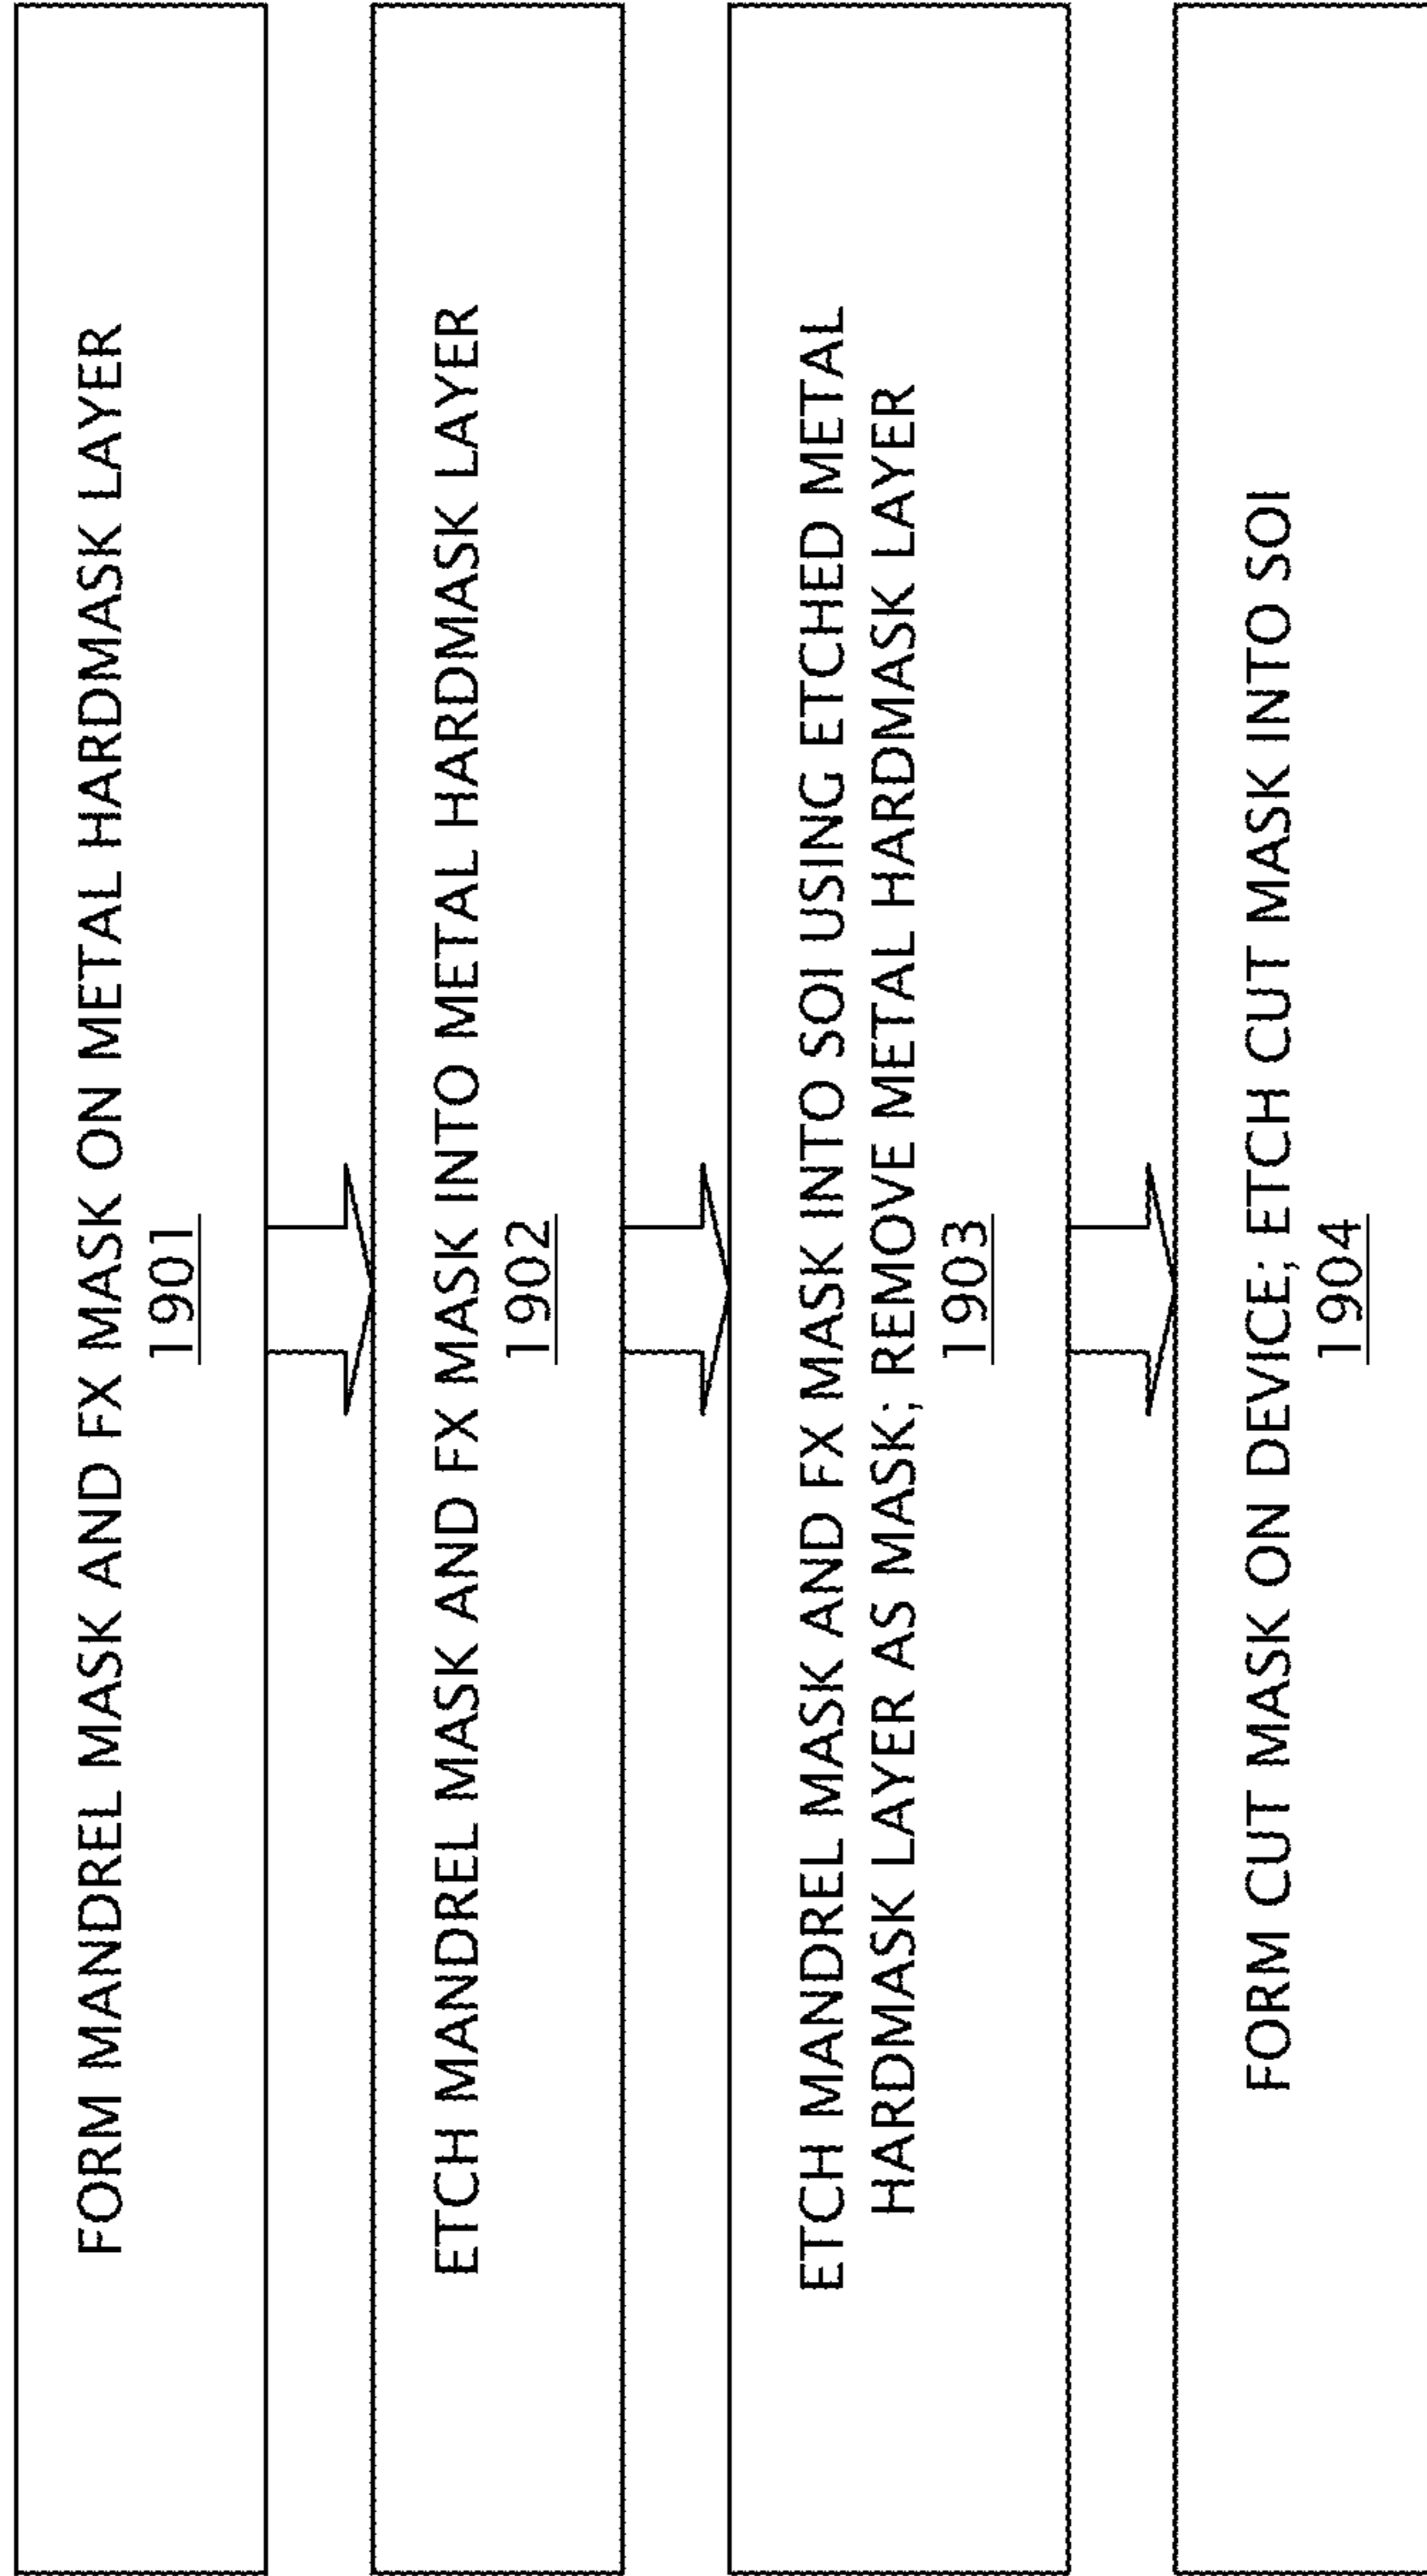 FORM MANDREL MASK AND FX MASK ON METAL HARDMASK LAYER
1901
ETCH MANDREL MASK AND FX MASK INTO METAL HARDMASK LAYER
1902
ETCH MANDREL MASK AND FX MASK INTO SOI USING ETCHED METAL
HARDMASK LAYER AS MASK; REMOVE METAL HARDMASK LAYER
1903
FORM CUT MASK ON DEVICE; ETCH CUT MASK INTO SOI
1904